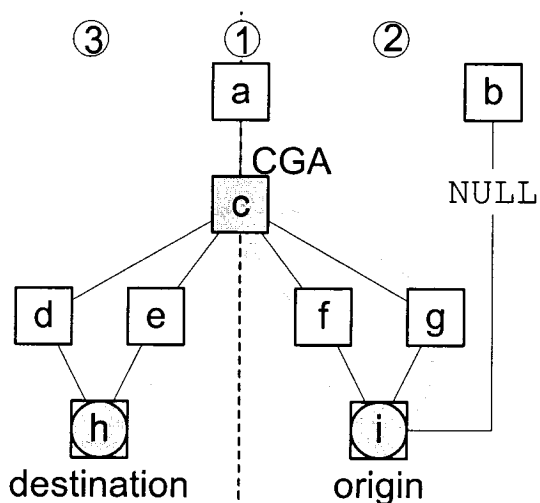 ③ ① ②
a b
CGA
NULL
c
d e f g
h i
destination origin